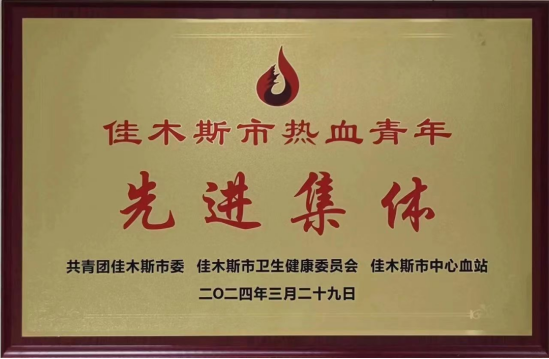 佳木斯市热血青年
先进集体
共青团佳木斯市委 佳木斯市卫生健康委员会 佳木斯市中心血站
二〇二四年三月二十九日